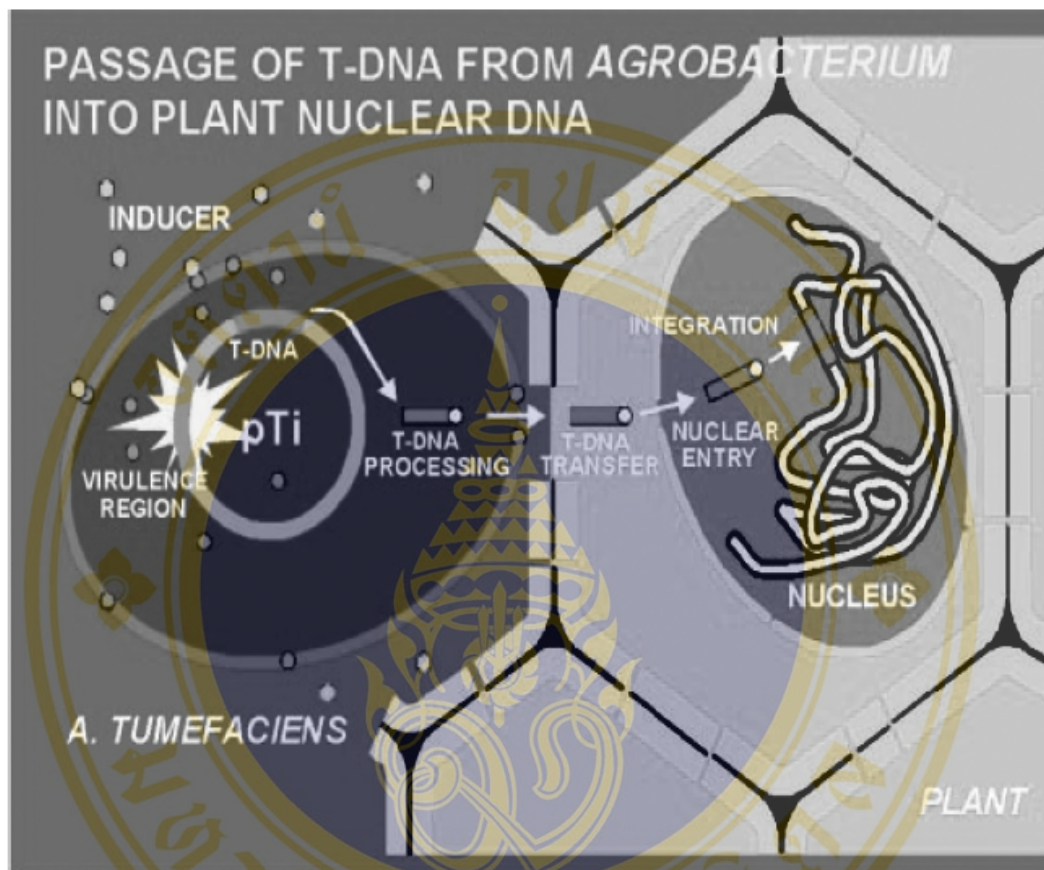 PASSAGE OF T-DNA FROM AGROBACTERIUM
INTO PLANT NUCLEAR DNA
INDUCER
T-DNA
pTi
VIRULENCE
REGION
T-DNA
PROCESSING
T-DNA
TRANSFER
INTEGRATION
NUCLEAR
ENTRY
NUCLEUS
A. TUMEFACIENS
PLANT